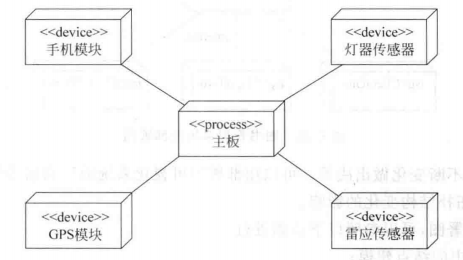 <<device>>
手机模块
<<device>>
灯器传感器
<<process>>
主板
<<device>>
GPS模块
<<device>>
雷应传感器